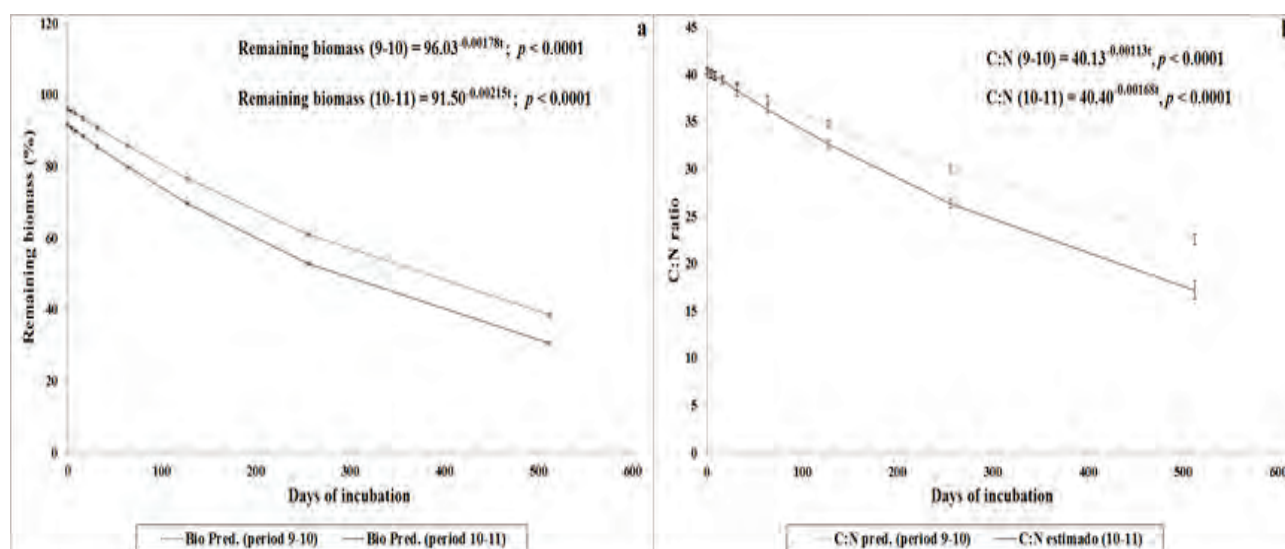 a
Remaining biomass (9-10) = 96.03^-0.00178t; p < 0.0001
Remaining biomass (10-11) = 91.50^-0.00215t; p < 0.0001
Remaining biomass (%)
120
100
80
60
40
20
0
0 100 200 300 400 500 600
Days of incubation
Bio Pred. (period 9-10) Bio Pred. (period 10-11)
C:N (9-10) = 40.13^-0.00113t, p < 0.0001
C:N (10-11) = 40.40^-0.00168t, p < 0.0001
C:N ratio
45
40
35
30
25
20
15
10
5
0
0 100 200 300 400 500 600
Days of incubation
C:N pred. (period 9-10) C:N estimado (10-11)